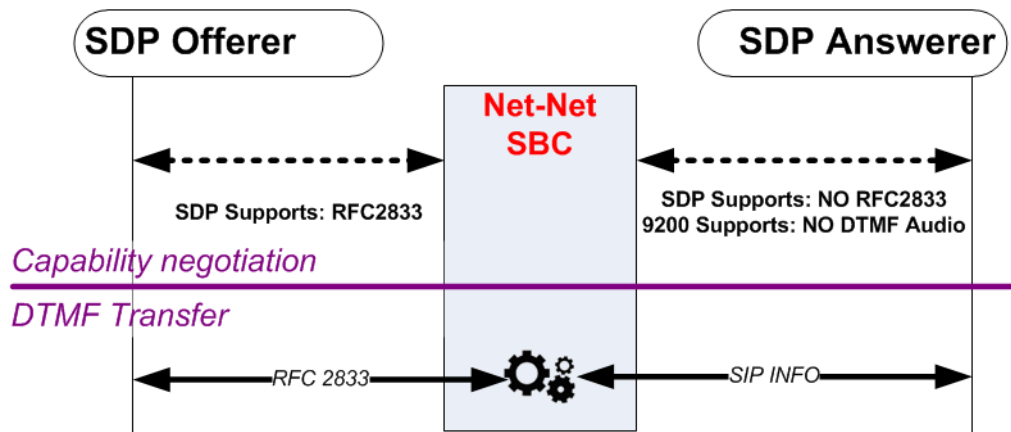 SDP Offerer
SDP Answerer
Net-Net
SBC
SDP Supports: RFC2833
SDP Supports: NO RFC2833
9200 Supports: NO DTMF Audio
Capability negotiation
DTMF Transfer
RFC 2833
SIP INFO